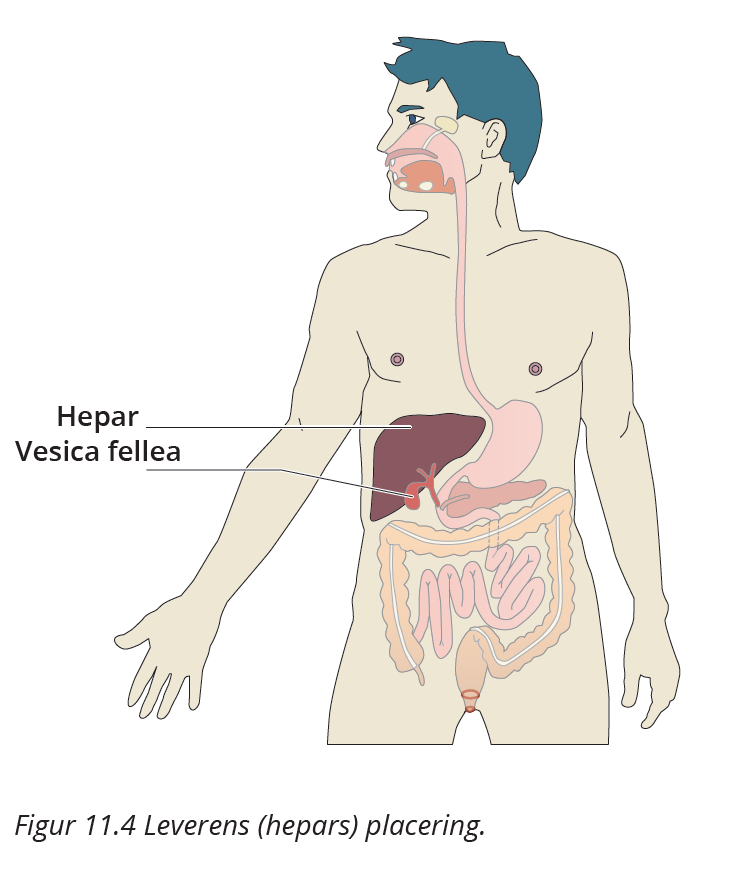 Hepar
Vesica fellea
Figur 11.4 Leverens (hepars) placering.